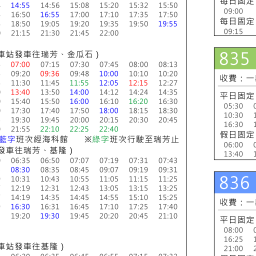 14:55 14:56 15:08 15:20 15:32 15:50
16:50 16:55 17:00 17:10 17:35 17:50
18:50 19:05 19:20 19:35 19:50 19:55
21:15 21:30 21:45 22:00
車站發車往瑞芳、金瓜石)
07:00 07:15 07:30 07:45 08:00 08:13
09:20 09:36 09:48 10:00 10:10 10:20
11:30 11:45 11:55 12:05 12:15 12:27
13:40 13:50 14:00 14:12 14:24 14:35
15:40 15:50 16:00 16:10 16:20 16:30
17:30 17:40 17:50 18:00 18:15 18:30
19:30 19:45 20:00 20:15 20:30 20:45
21:55 22:10 22:25 22:40
藍字班次經海科館 ※綠字班次行駛至瑞芳止
發車往瑞芳、基隆)
06:35 06:50 07:07 07:19 07:31 07:43
08:30 08:35 08:45 09:07 09:19 09:31
10:31 10:43 10:55 11:05 11:15 11:25
12:19 12:31 12:43 13:05 13:15 13:25
14:19 14:35 14:45 14:55 15:10 15:25
16:30 16:31 16:45 17:10 17:25 17:40
19:20 19:30 19:45 20:20 20:45 21:10
車站發車往基隆)
每日固定
09:00
每日固定
09:15
835
收費:一
平日固定
05:30
10:30
16:30
假日固定
06:00
13:40
836
收費:一
平日固定
08:00
16:25
21:00